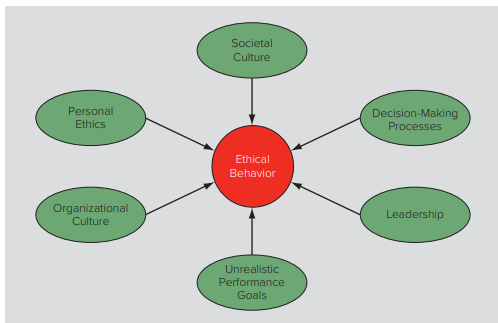 Societal
Culture
Personal
Ethics
Decision-Making
Processes
Ethical
Behavior
Organizational
Culture
Leadership
Unrealistic
Performance
Goals